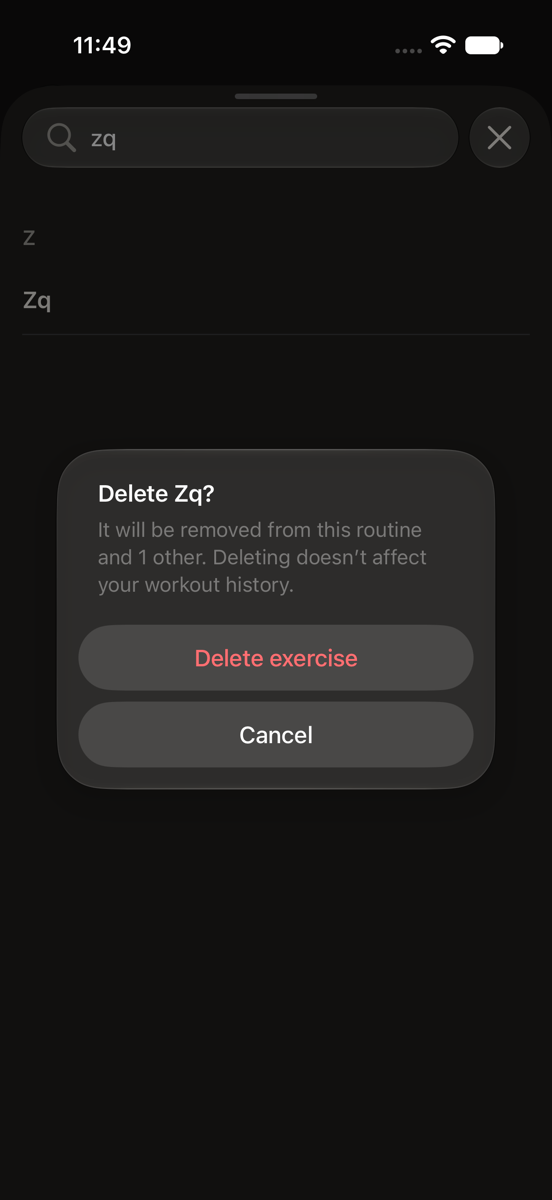 11:49
zq
Z
Zq
Delete Zq?
It will be removed from this routine
and 1 other. Deleting doesn’t affect
your workout history.
Delete exercise
Cancel